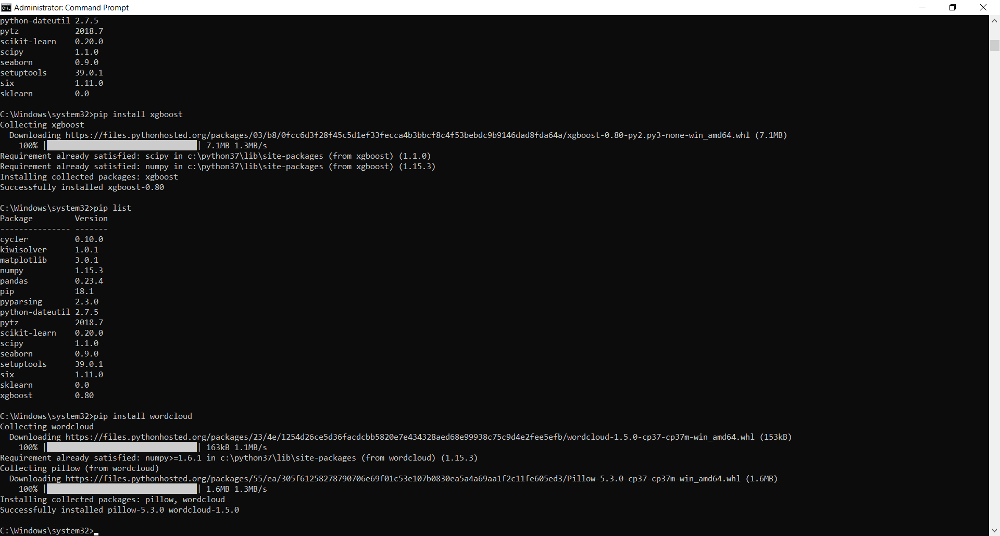 Administrator: Command Prompt
python-dateutil 2.7.5
pytz            2018.7
scikit-learn    0.20.0
scipy           1.1.0
seaborn         0.9.0
setuptools      39.0.1
six             1.11.0
sklearn         0.0
C:\Windows\system32>pip install xgboost
Collecting xgboost
  Downloading https://files.pythonhosted.org/packages/03/b8/0fcc6d3f28f45c5d1ef33fecca4b3bbcf8c4f53bebdc9b9146dad8fda64a/xgboost-0.80-py2.py3-none-win_amd64.whl (7.1MB)
    100% |████████████████████████████████| 7.1MB 1.3MB/s
Requirement already satisfied: scipy in c:\python37\lib\site-packages (from xgboost) (1.1.0)
Requirement already satisfied: numpy in c:\python37\lib\site-packages (from xgboost) (1.15.3)
Installing collected packages: xgboost
Successfully installed xgboost-0.80
C:\Windows\system32>pip list
Package         Version
--------------- -------
cycler          0.10.0
kiwisolver      1.0.1
matplotlib      3.0.1
numpy           1.15.3
pandas          0.23.4
pip             18.1
pyparsing       2.3.0
python-dateutil 2.7.5
pytz            2018.7
scikit-learn    0.20.0
scipy           1.1.0
seaborn         0.9.0
setuptools      39.0.1
six             1.11.0
sklearn         0.0
xgboost         0.80
C:\Windows\system32>pip install wordcloud
Collecting wordcloud
  Downloading https://files.pythonhosted.org/packages/23/4e/1254d26ce5d36facdcbb5820e7e434328aed68e99938c75c9d4e2fee5efb/wordcloud-1.5.0-cp37-cp37m-win_amd64.whl (153kB)
    100% |████████████████████████████████| 163kB 1.1MB/s
Requirement already satisfied: numpy>=1.6.1 in c:\python37\lib\site-packages (from wordcloud) (1.15.3)
Collecting pillow (from wordcloud)
  Downloading https://files.pythonhosted.org/packages/55/ea/305f61258278790706e69f01c53e107b0830ea5a4a69aa1f2c11fe605ed3/Pillow-5.3.0-cp37-cp37m-win_amd64.whl (1.6MB)
    100% |████████████████████████████████| 1.6MB 1.3MB/s
Installing collected packages: pillow, wordcloud
Successfully installed pillow-5.3.0 wordcloud-1.5.0
C:\Windows\system32>